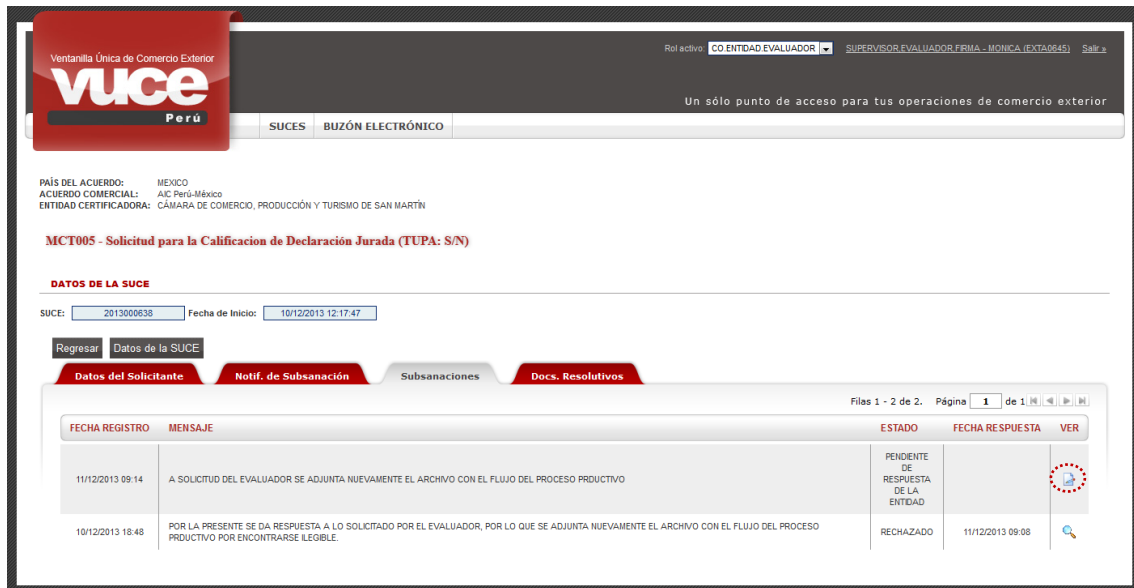 Ventanilla Única de Comercio Exterior
vuce
Perú
Rol activo: CO.ENTIDAD.EVALUADOR SUPERVISOR.EVALUADOR.FIRMA - MONICA (EXTA0645) Salir »
Un sólo punto de acceso para tus operaciones de comercio exterior
SUCES BUZÓN ELECTRÓNICO
PAÍS DEL ACUERDO: MEXICO
ACUERDO COMERCIAL: AIC Perú-México
ENTIDAD CERTIFICADORA: CÁMARA DE COMERCIO, PRODUCCIÓN Y TURISMO DE SAN MARTÍN
MCT005 - Solicitud para la Calificacion de Declaración Jurada (TUPA: S/N)
DATOS DE LA SUCE
SUCE: 2013000638 Fecha de Inicio: 10/12/2013 12:17:47
Regresar Datos de la SUCE
Datos del Solicitante Notif. de Subsanación Subsanaciones Docs. Resolutivos
Filas 1 - 2 de 2. Página 1 de 1
FECHA REGISTRO MENSAJE ESTADO FECHA RESPUESTA VER
11/12/2013 09:14 A SOLICITUD DEL EVALUADOR SE ADJUNTA NUEVAMENTE EL ARCHIVO CON EL FLUJO DEL PROCESO PRDUCTIVO
PENDIENTE
DE
RESPUESTA
DE LA
ENTIDAD
10/12/2013 18:48 POR LA PRESENTE SE DA RESPUESTA A LO SOLICITADO POR EL EVALUADOR, POR LO QUE SE ADJUNTA NUEVAMENTE EL ARCHIVO CON EL FLUJO DEL PROCESO
PRDUCTIVO POR ENCONTRARSE ILEGIBLE.
RECHAZADO 11/12/2013 09:08